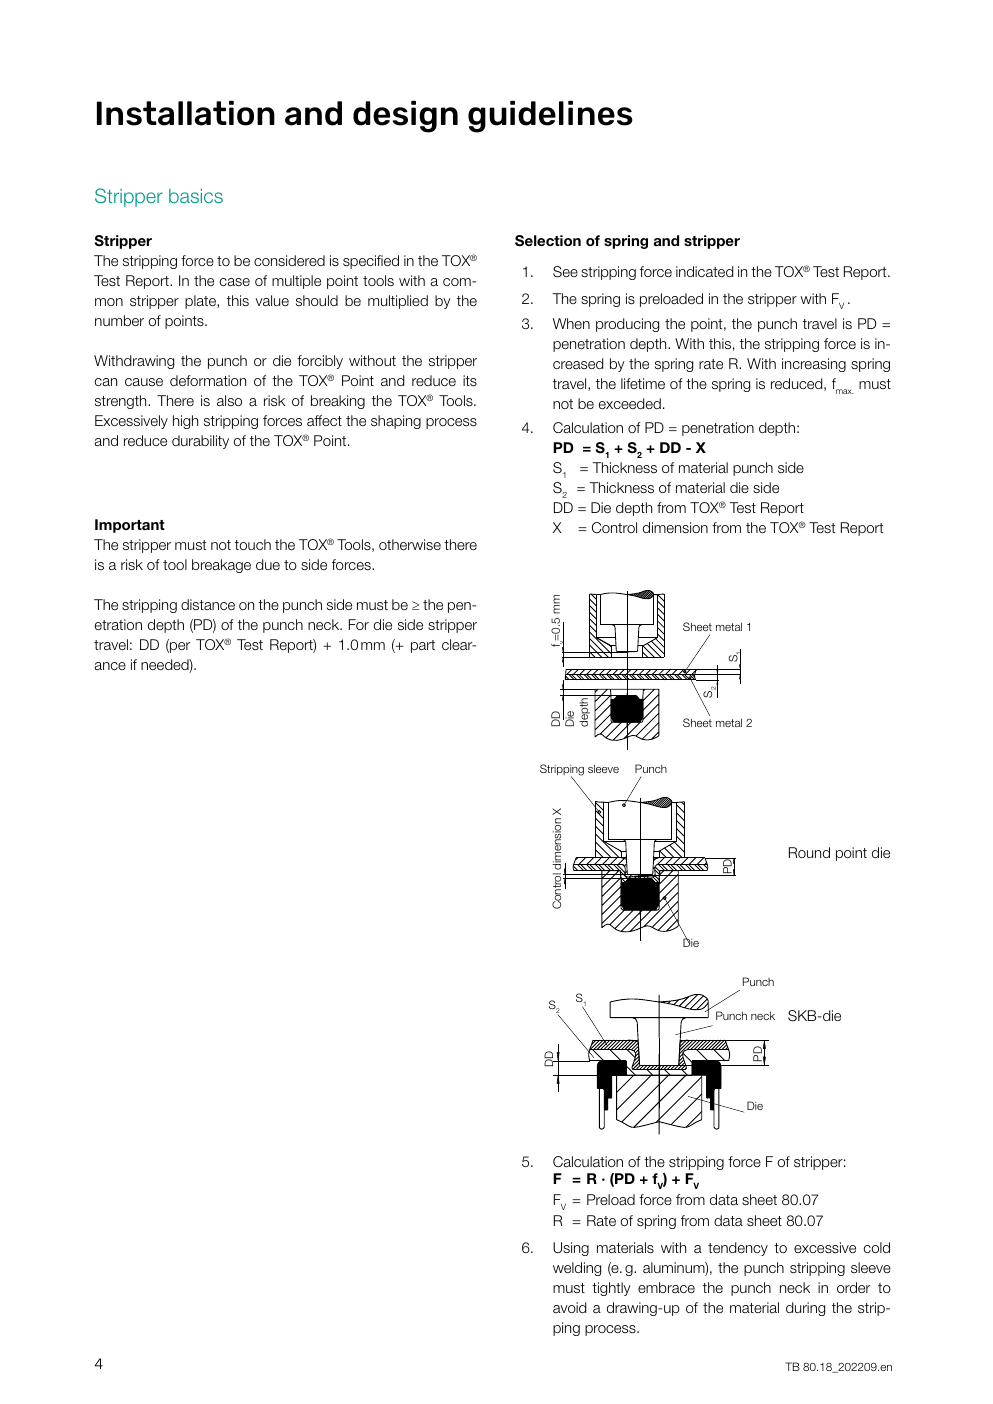 Installation and design guidelines
Stripper basics
Stripper
The stripping force to be considered is specified in the TOX®
Test Report. In the case of multiple point tools with a com-
mon stripper plate, this value should be multiplied by the
number of points.
Withdrawing the punch or die forcibly without the stripper
can cause deformation of the TOX® Point and reduce its
strength. There is also a risk of breaking the TOX® Tools.
Excessively high stripping forces affect the shaping process
and reduce durability of the TOX® Point.
Important
The stripper must not touch the TOX® Tools, otherwise there
is a risk of tool breakage due to side forces.
The stripping distance on the punch side must be ≥ the pen-
etration depth (PD) of the punch neck. For die side stripper
travel: DD (per TOX® Test Report) + 1.0 mm (+ part clear-
ance if needed).
Selection of spring and stripper
1. See stripping force indicated in the TOX® Test Report.
2. The spring is preloaded in the stripper with FV .
3. When producing the point, the punch travel is PD =
penetration depth. With this, the stripping force is in-
creased by the spring rate R. With increasing spring
travel, the lifetime of the spring is reduced, fmax. must
not be exceeded.
4. Calculation of PD = penetration depth:
PD = S1 + S2 + DD - X
S1 = Thickness of material punch side
S2 = Thickness of material die side
DD = Die depth from TOX® Test Report
X = Control dimension from the TOX® Test Report
fv=0.5 mm
Sheet metal 1
S1
S2
DD
Die
depth
Sheet metal 2
Stripping sleeve
Punch
Control dimension X
PD
Round point die
Die
Punch
S2
S1
Punch neck
SKB-die
DD
PD
Die
5. Calculation of the stripping force F of stripper:
F = R · (PD + fV) + FV
FV = Preload force from data sheet 80.07
R = Rate of spring from data sheet 80.07
6. Using materials with a tendency to excessive cold
welding (e. g. aluminum), the punch stripping sleeve
must tightly embrace the punch neck in order to
avoid a drawing-up of the material during the strip-
ping process.
4
TB 80.18_202209.en